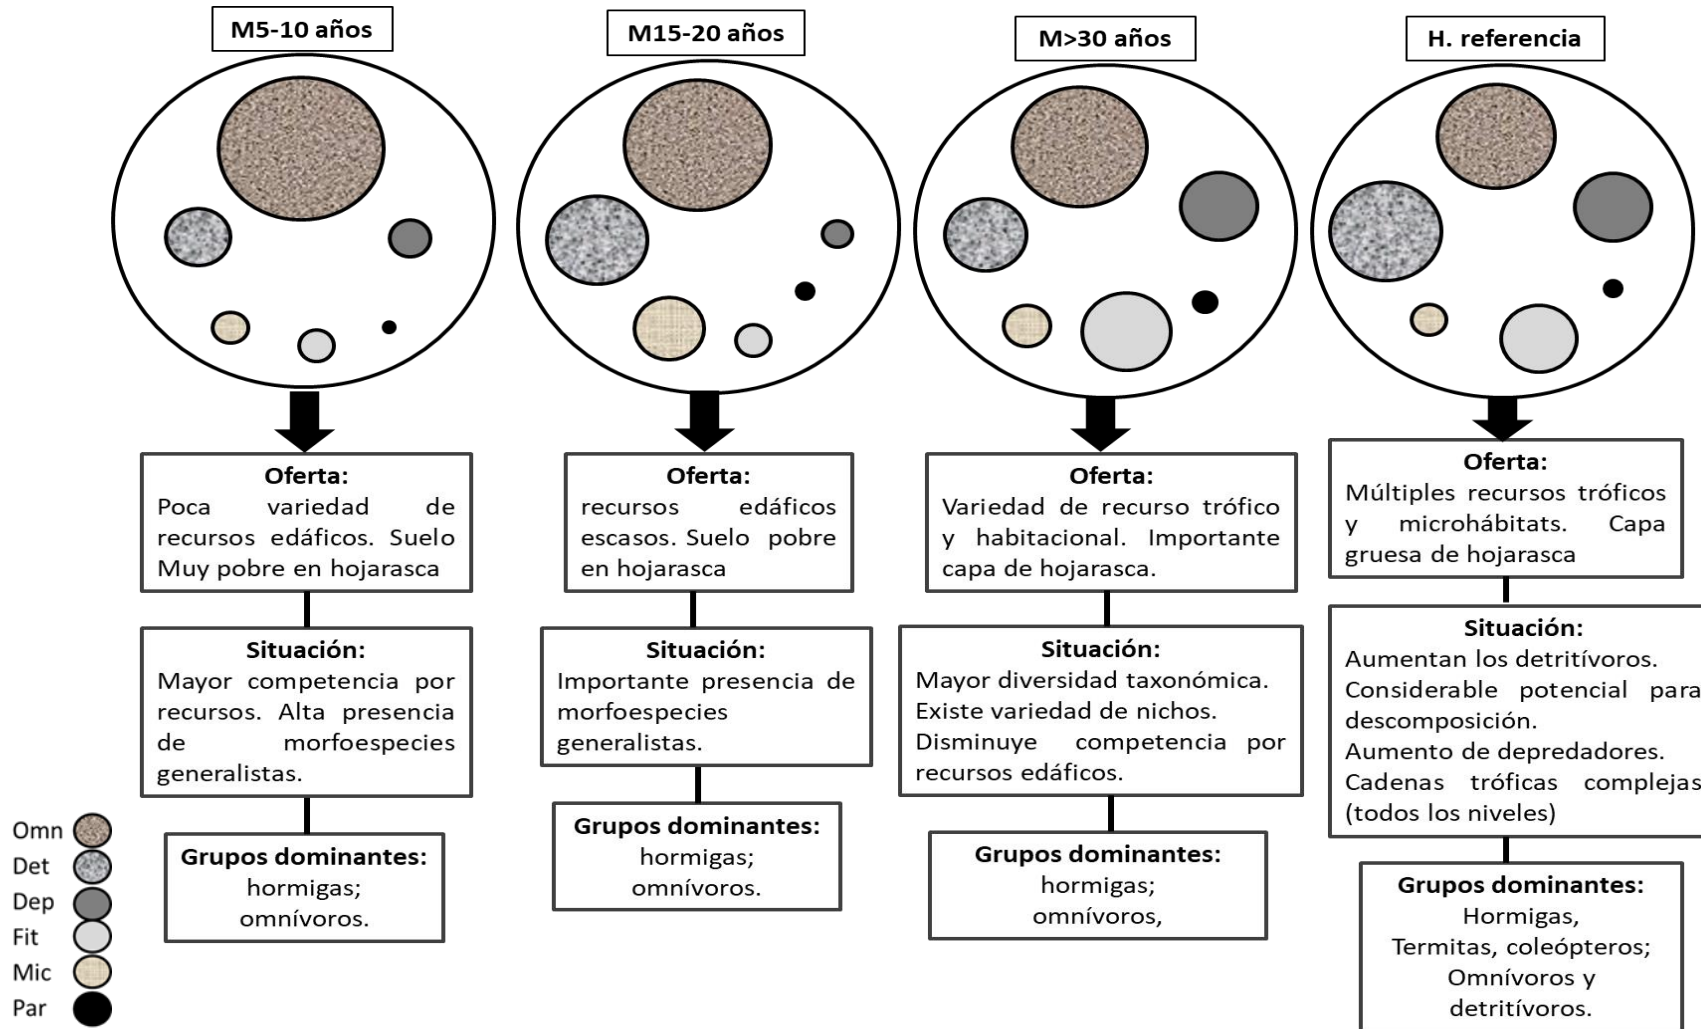 M5-10 años
M15-20 años
M>30 años
H. referencia
Oferta:
Poca variedad de
recursos edáficos. Suelo
Muy pobre en hojarasca
Oferta:
recursos edáficos
escasos. Suelo pobre
en hojarasca
Oferta:
Variedad de recurso trófico
y habitacional. Importante
capa de hojarasca.
Oferta:
Múltiples recursos tróficos
y microhábitats. Capa
gruesa de hojarasca
Situación:
Mayor competencia por
recursos. Alta presencia
de morfoespecies
generalistas.
Situación:
Importante presencia de
morfoespecies
generalistas.
Situación:
Mayor diversidad taxonómica.
Existe variedad de nichos.
Disminuye competencia por
recursos edáficos.
Situación:
Aumentan los detritívoros.
Considerable potencial para
descomposición.
Aumento de depredadores.
Cadenas tróficas complejas
(todos los niveles)
Grupos dominantes:
hormigas;
omnívoros.
Grupos dominantes:
hormigas;
omnívoros.
Grupos dominantes:
hormigas;
omnívoros,
Grupos dominantes:
Hormigas,
Termitas, coleópteros;
Omnívoros y
detritívoros.
Omn
Det
Dep
Fit
Mic
Par